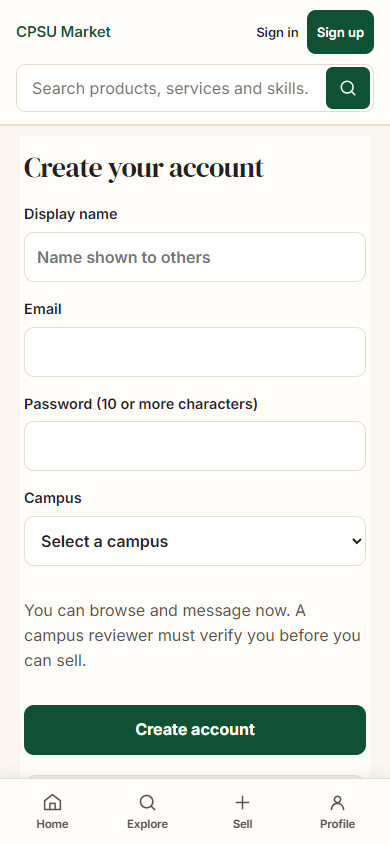 CPSU Market
Sign in
Sign up
Search products, services and skills.
Create your account
Display name
Name shown to others
Email
Password (10 or more characters)
Campus
Select a campus
You can browse and message now. A
campus reviewer must verify you before you
can sell.
Create account
Home
Explore
Sell
Profile